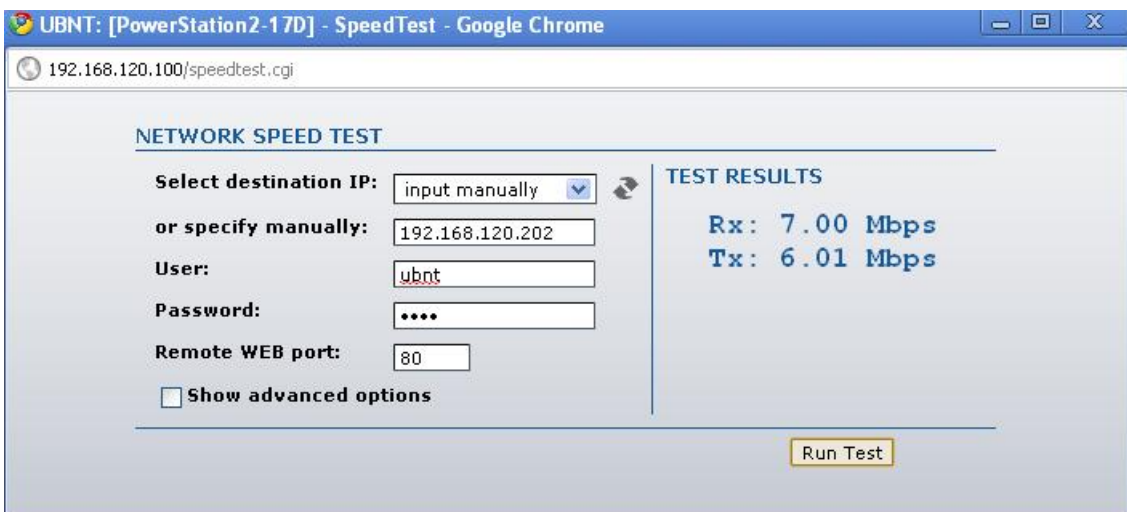 UBNT: [PowerStation2-17D] - SpeedTest - Google Chrome
192.168.120.100/speedtest.cgi
NETWORK SPEED TEST
Select destination IP: input manually
or specify manually: 192.168.120.202
User: ubnt
Password: ••••
Remote WEB port: 80
Show advanced options
TEST RESULTS
Rx: 7.00 Mbps
Tx: 6.01 Mbps
Run Test